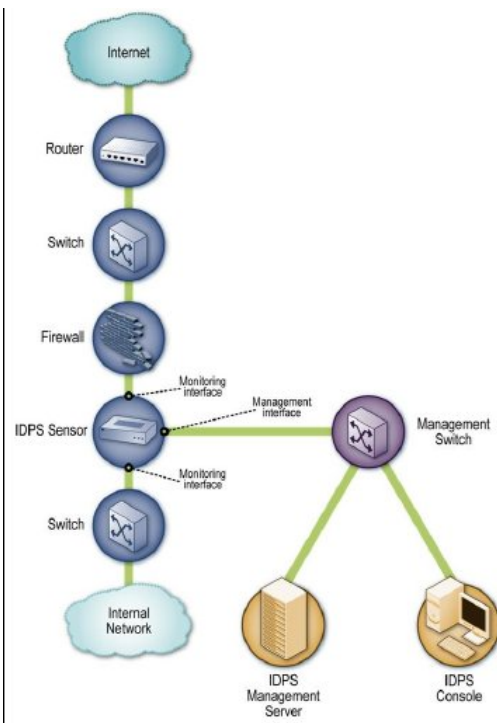 Internet
Router
Switch
Firewall
Monitoring
interface
Management
interface
IDPS Sensor
Management
Switch
Monitoring
interface
Switch
Internal
Network
IDPS
Management
Server
IDPS
Console